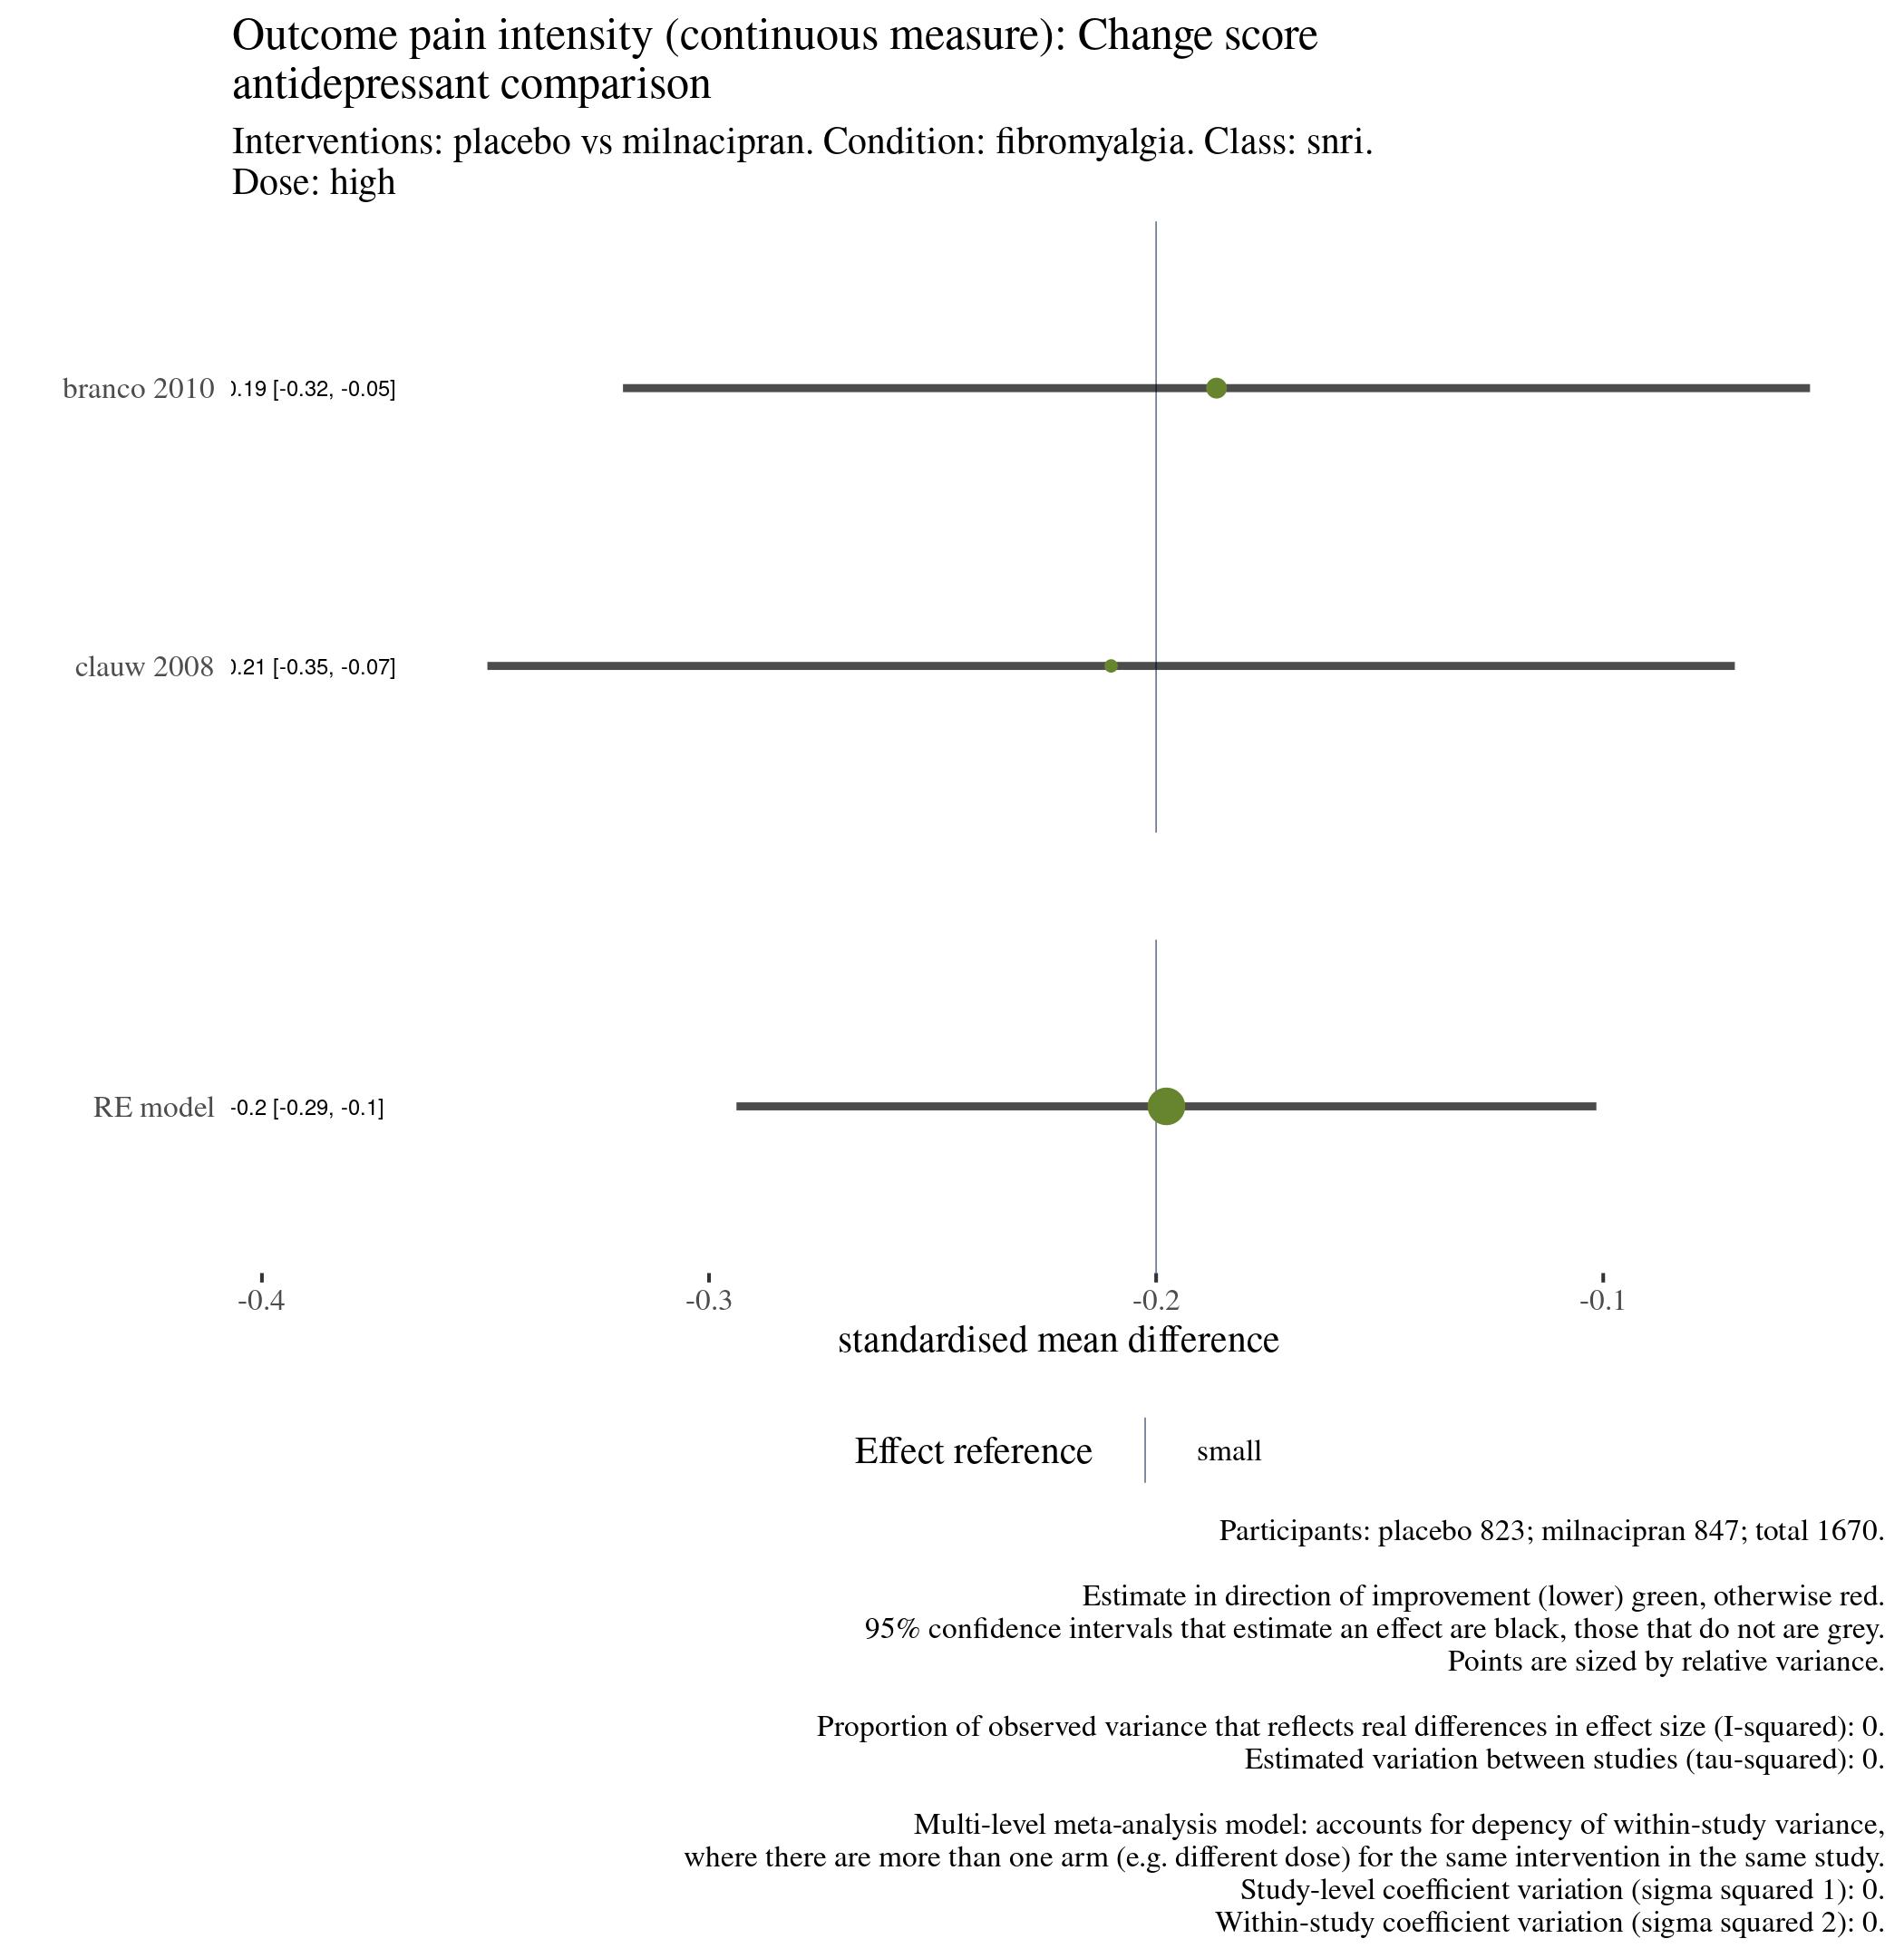 Outcome pain intensity (continuous measure): Change score
antidepressant comparison
Interventions: placebo vs milnacipran. Condition: fibromyalgia. Class: snri.
Dose: high
branco 2010 0.19 [-0.32, -0.05]
clauw 2008 0.21 [-0.35, -0.07]
RE model -0.2 [-0.29, -0.1]
-0.4 -0.3 -0.2 -0.1
standardised mean difference
Effect reference small
Participants: placebo 823; milnacipran 847; total 1670.
Estimate in direction of improvement (lower) green, otherwise red.
95% confidence intervals that estimate an effect are black, those that do not are grey.
Points are sized by relative variance.
Proportion of observed variance that reflects real differences in effect size (I-squared): 0.
Estimated variation between studies (tau-squared): 0.
Multi-level meta-analysis model: accounts for depency of within-study variance,
where there are more than one arm (e.g. different dose) for the same intervention in the same study.
Study-level coefficient variation (sigma squared 1): 0.
Within-study coefficient variation (sigma squared 2): 0.